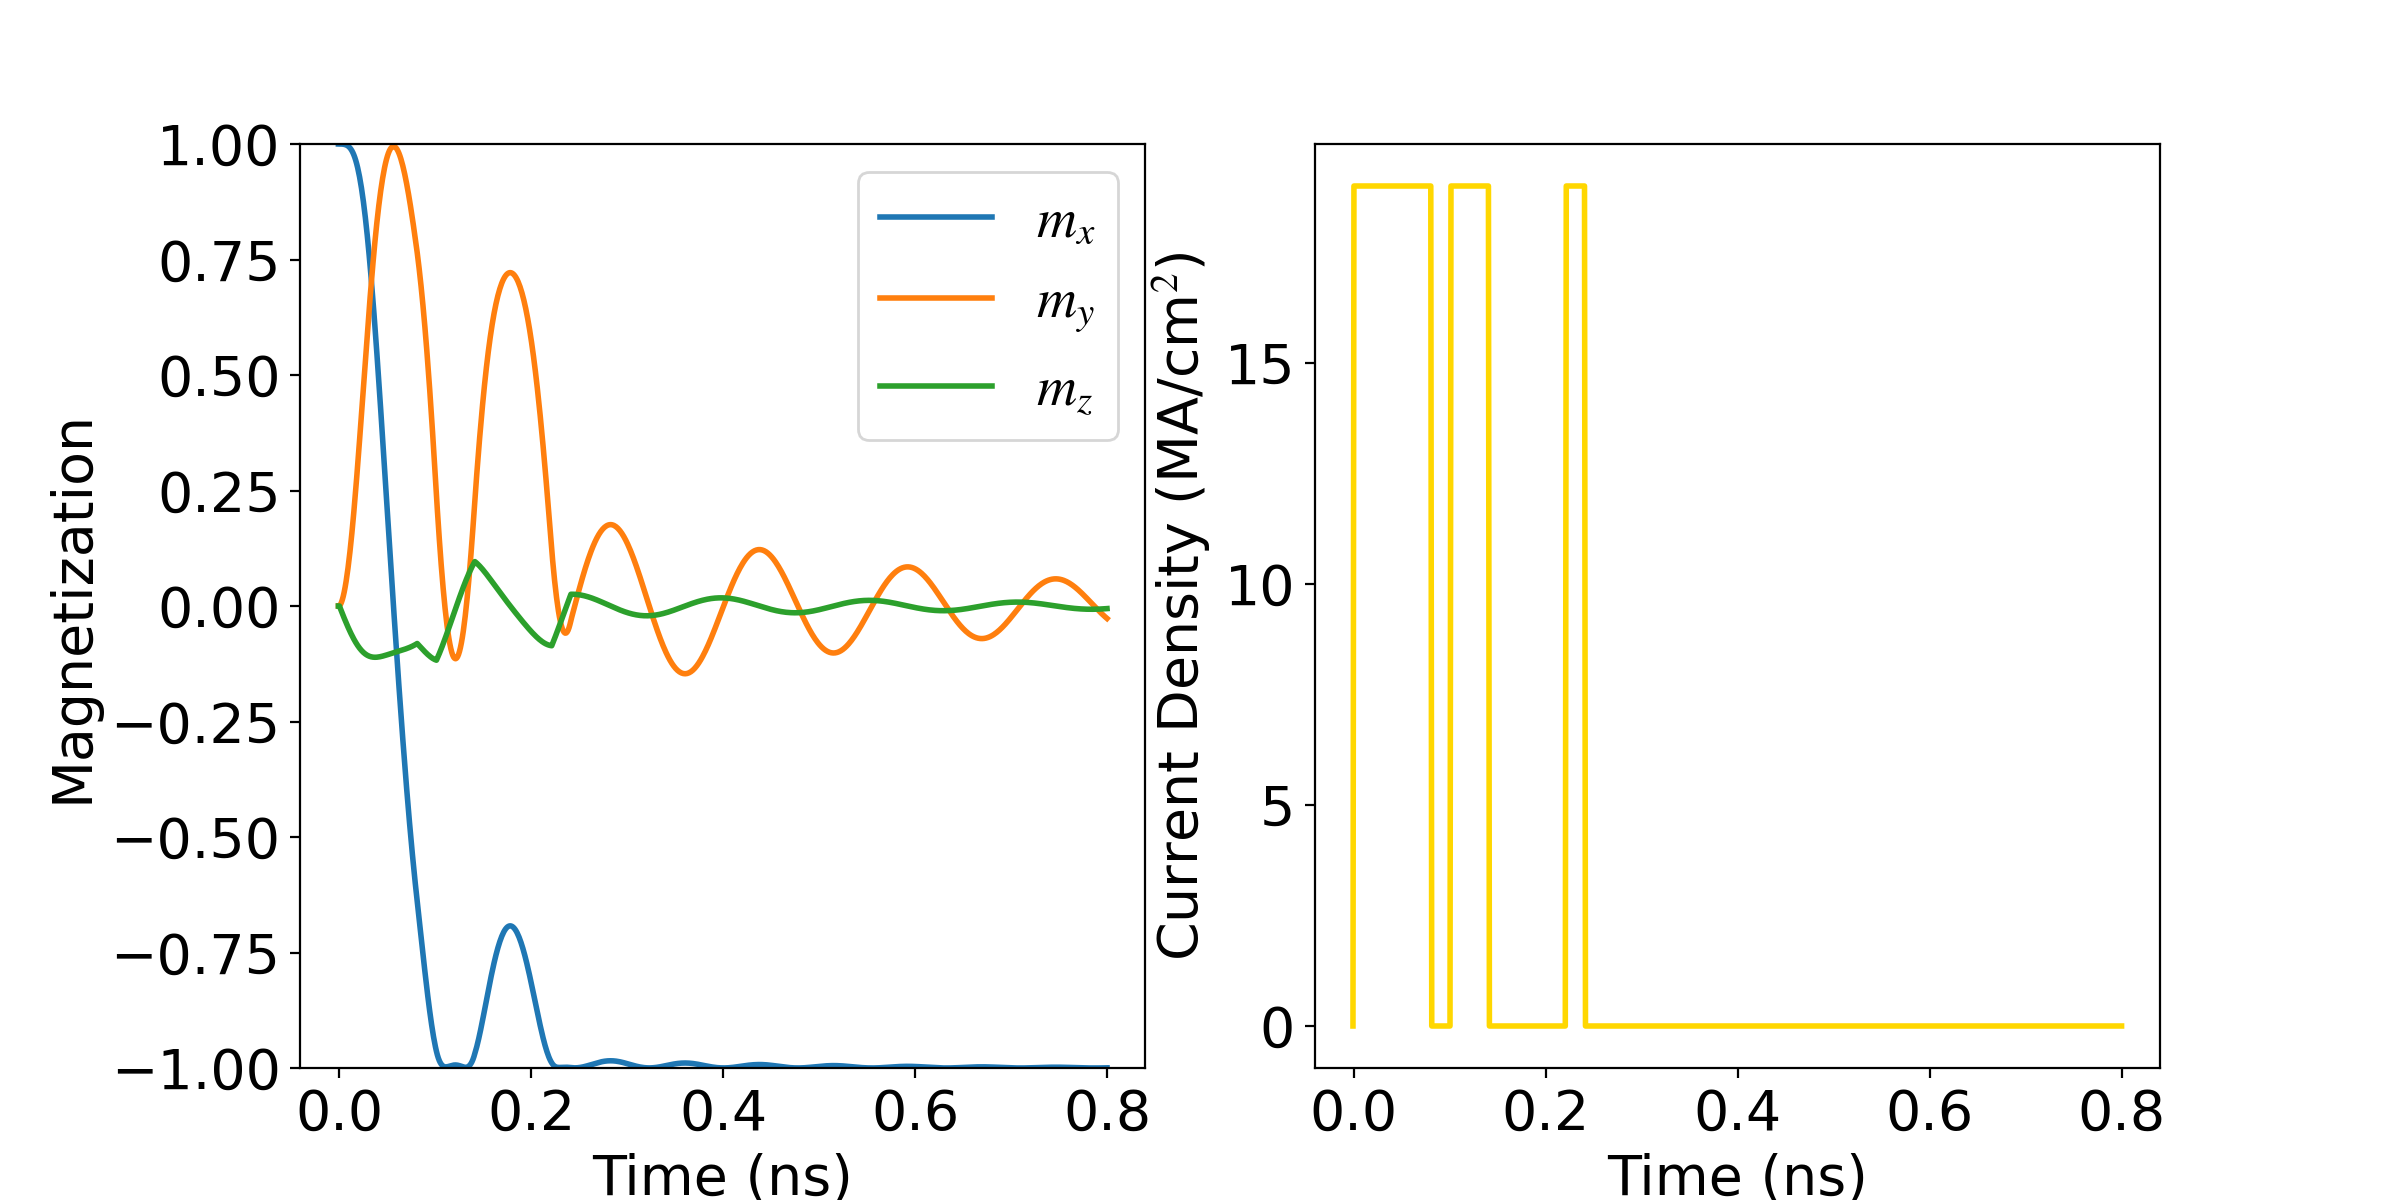 1.00
0.75
0.50
0.25
0.00
−0.25
−0.50
−0.75
−1.00
Magnetization
0.0 0.2 0.4 0.6 0.8
Time (ns)
m_x
m_y
m_z
Current Density (MA/cm²)
15
10
5
0
0.0 0.2 0.4 0.6 0.8
Time (ns)